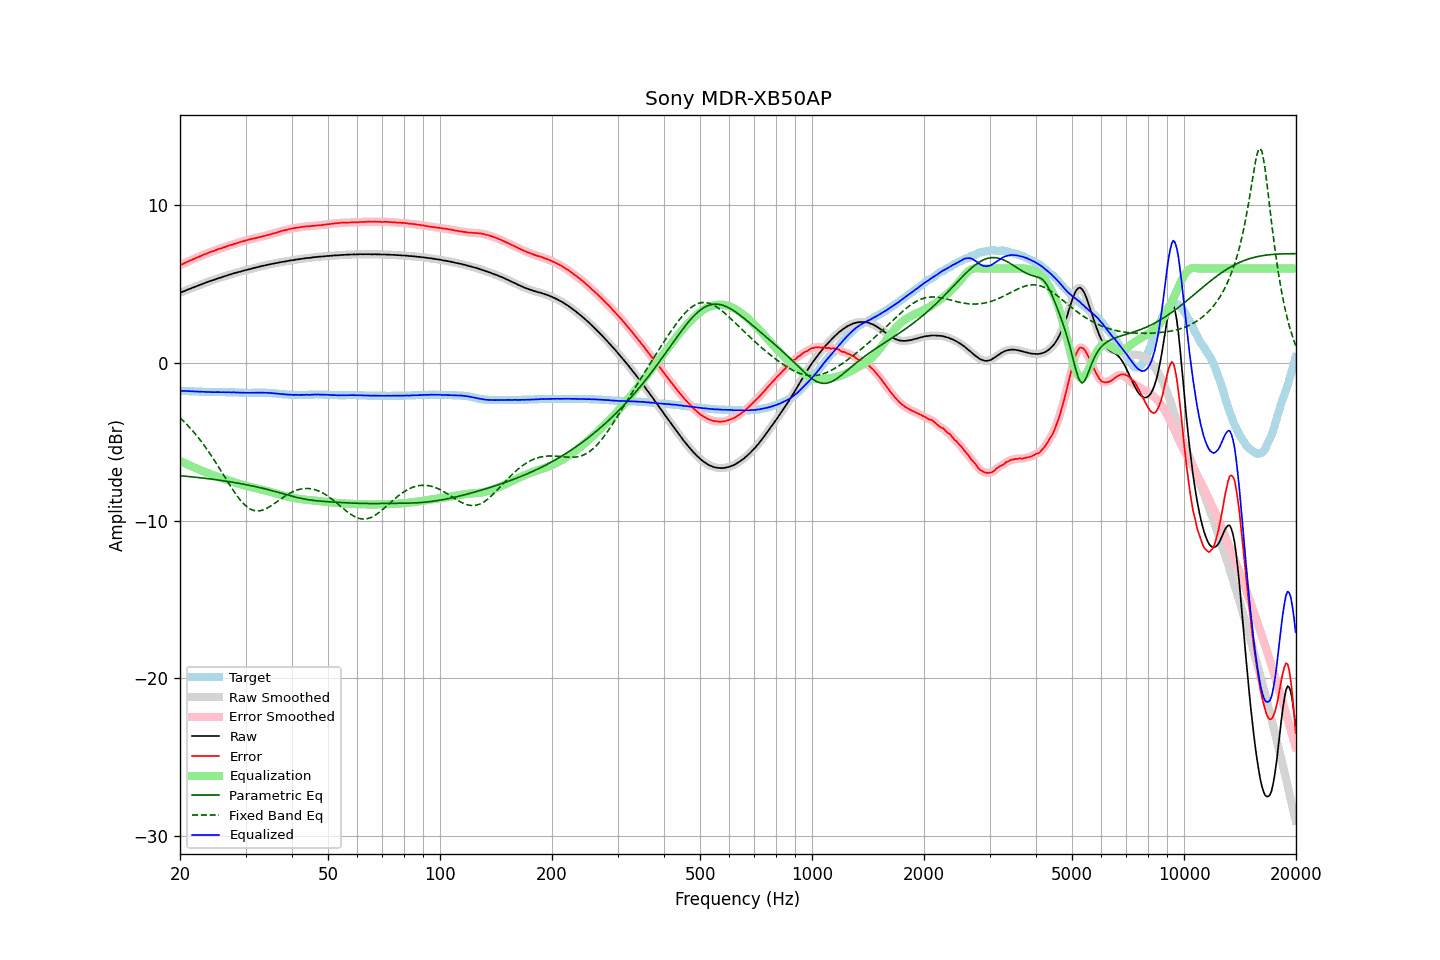 Sony MDR-XB50AP
Amplitude (dBr)
10
0
−10
−20
−30
Target
Raw Smoothed
Error Smoothed
Raw
Error
Equalization
Parametric Eq
Fixed Band Eq
Equalized
20 50 100 200 500 1000 2000 5000 10000 20000
Frequency (Hz)